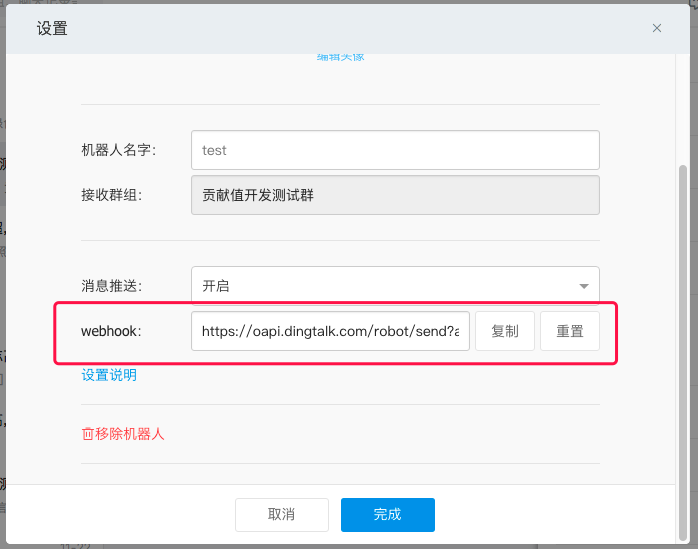 设置
编辑头像
机器人名字：
test
接收群组：
贡献值开发测试群
消息推送：
开启
webhook：
https://oapi.dingtalk.com/robot/send?a
复制
重置
设置说明
移除机器人
取消
完成